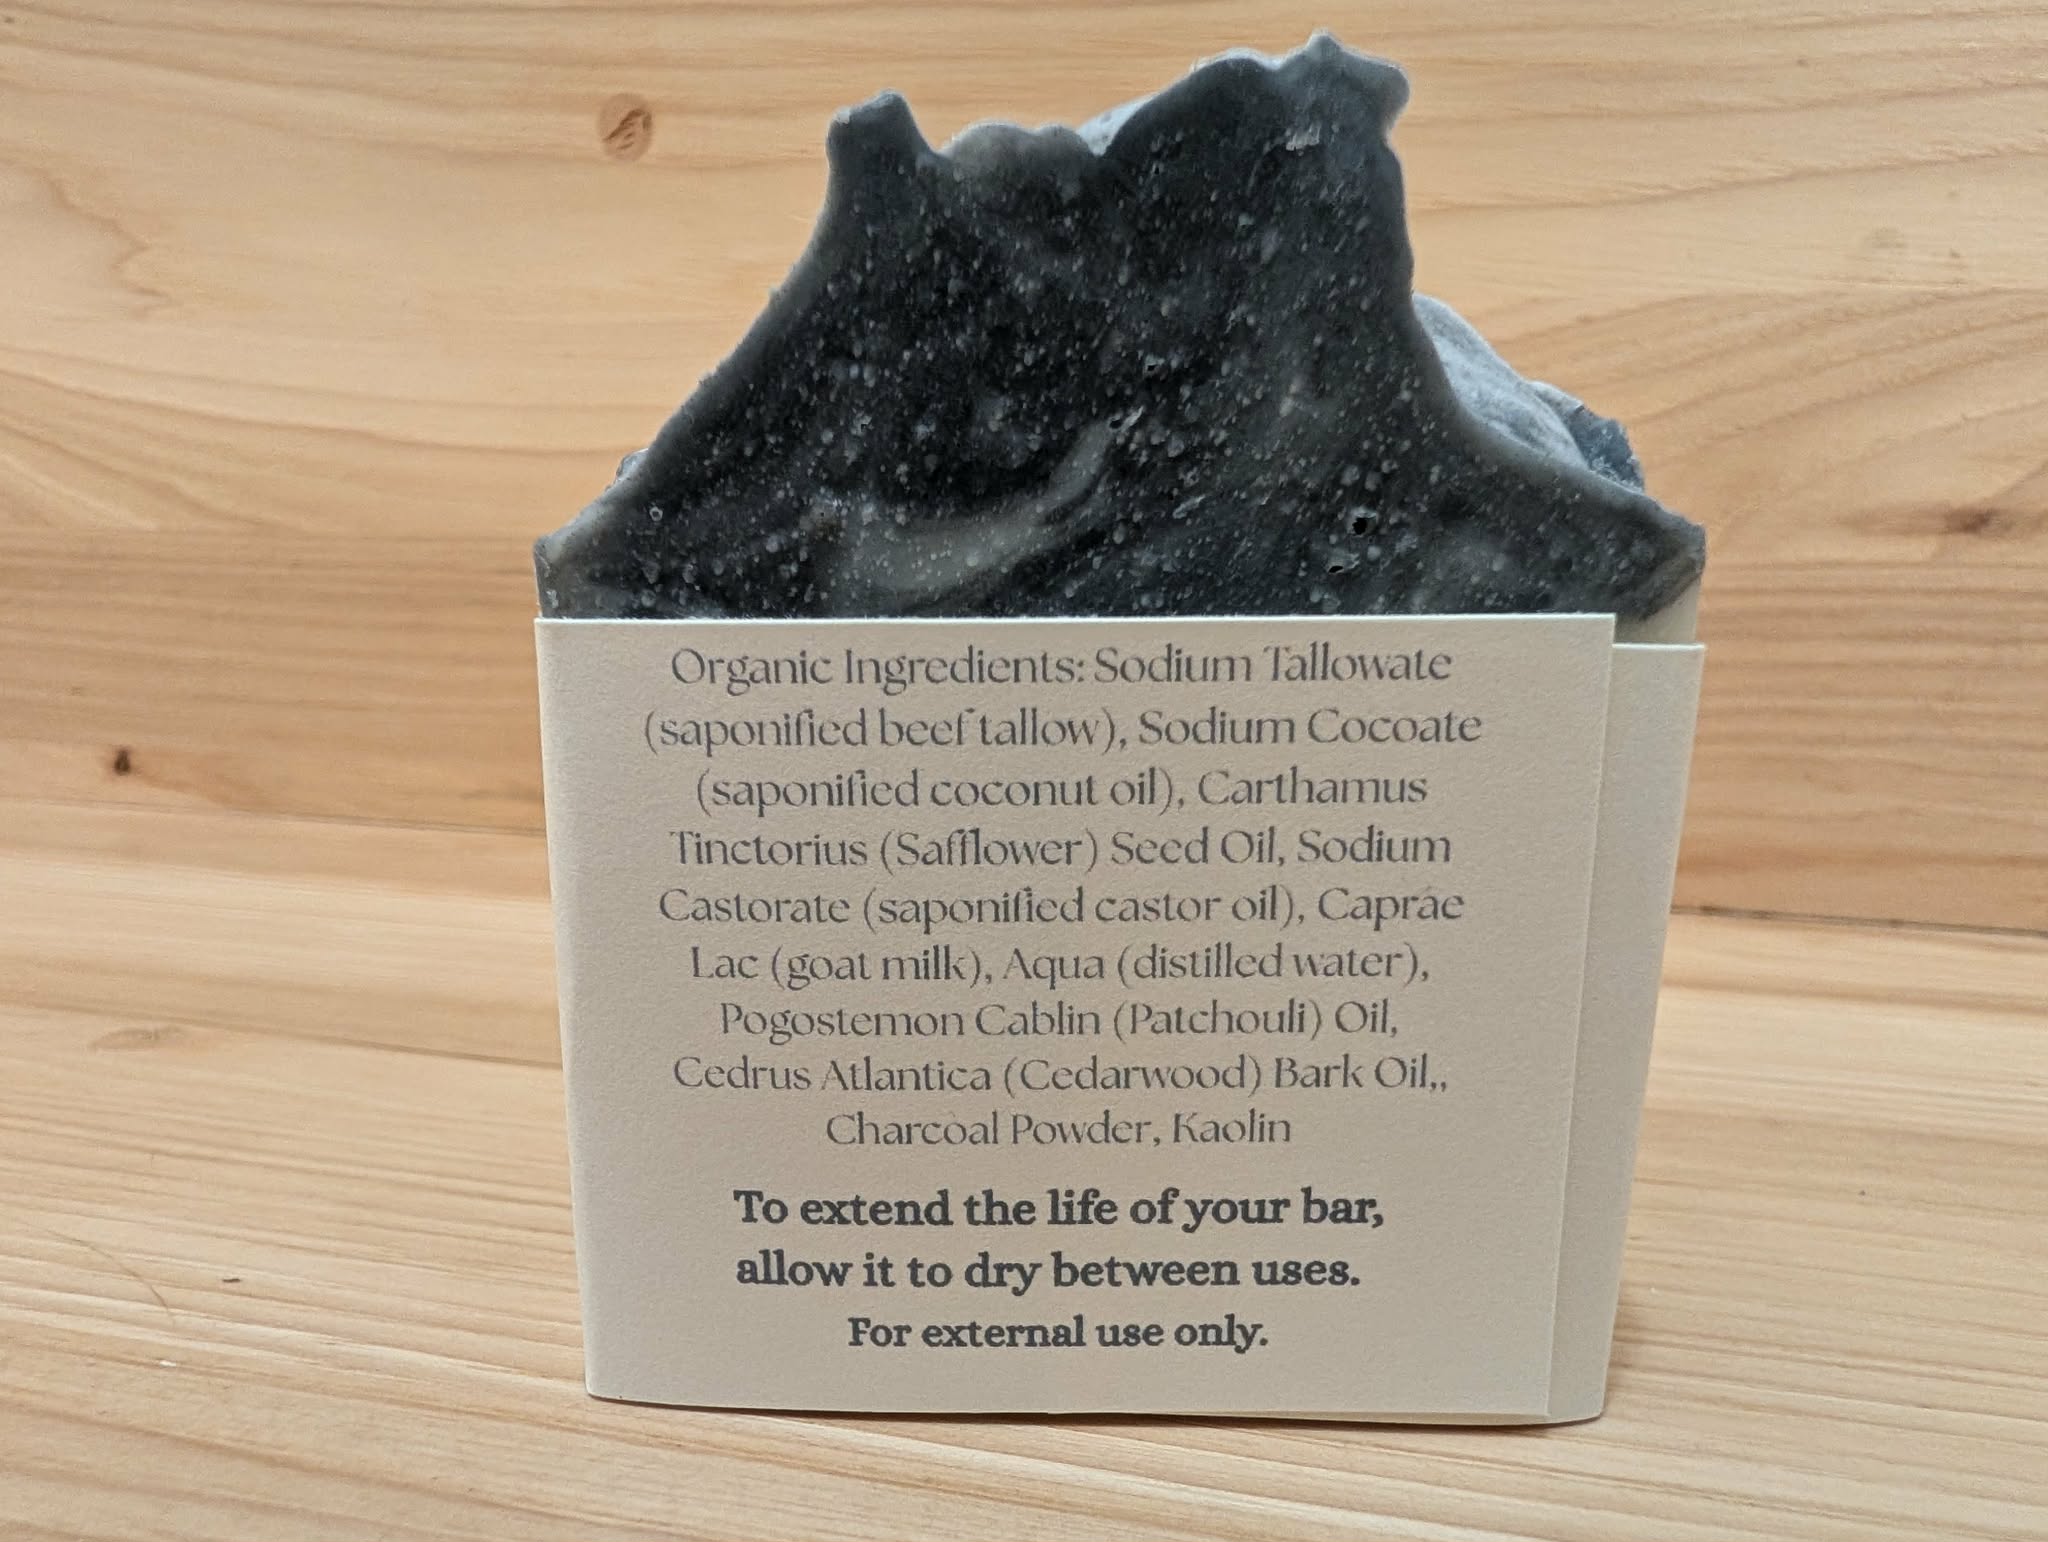 Organic Ingredients: Sodium Tallowate
(saponified beef tallow), Sodium Cocoate
(saponified coconut oil), Carthamus
Tinctorius (Safflower) Seed Oil, Sodium
Castorate (saponified castor oil), Caprae
Lac (goat milk), Aqua (distilled water),
Pogostemon Cablin (Patchouli) Oil,
Cedrus Atlantica (Cedarwood) Bark Oil,,
Charcoal Powder, Kaolin
To extend the life of your bar,
allow it to dry between uses.
For external use only.